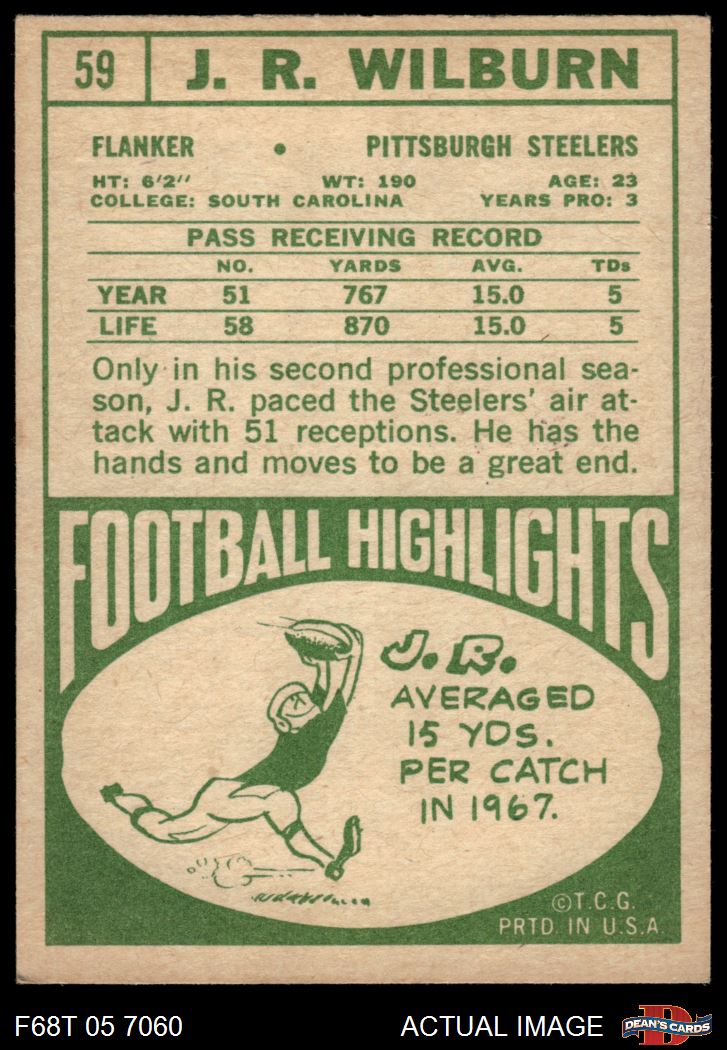 59 J. R. WILBURN
FLANKER • PITTSBURGH STEELERS
HT: 6'2" WT: 190 AGE: 23
COLLEGE: SOUTH CAROLINA YEARS PRO: 3
PASS RECEIVING RECORD
NO. YARDS AVG. TDs
YEAR 51 767 15.0 5
LIFE 58 870 15.0 5
Only in his second professional sea-
son, J. R. paced the Steelers' air at-
tack with 51 receptions. He has the
hands and moves to be a great end.
FOOTBALL HIGHLIGHTS
J. R.
AVERAGED
15 YDS.
PER CATCH
IN 1967.
©T.C.G.
PRTD. IN U.S.A.
F68T 05 7060 ACTUAL IMAGE D DEAN'S CARDS